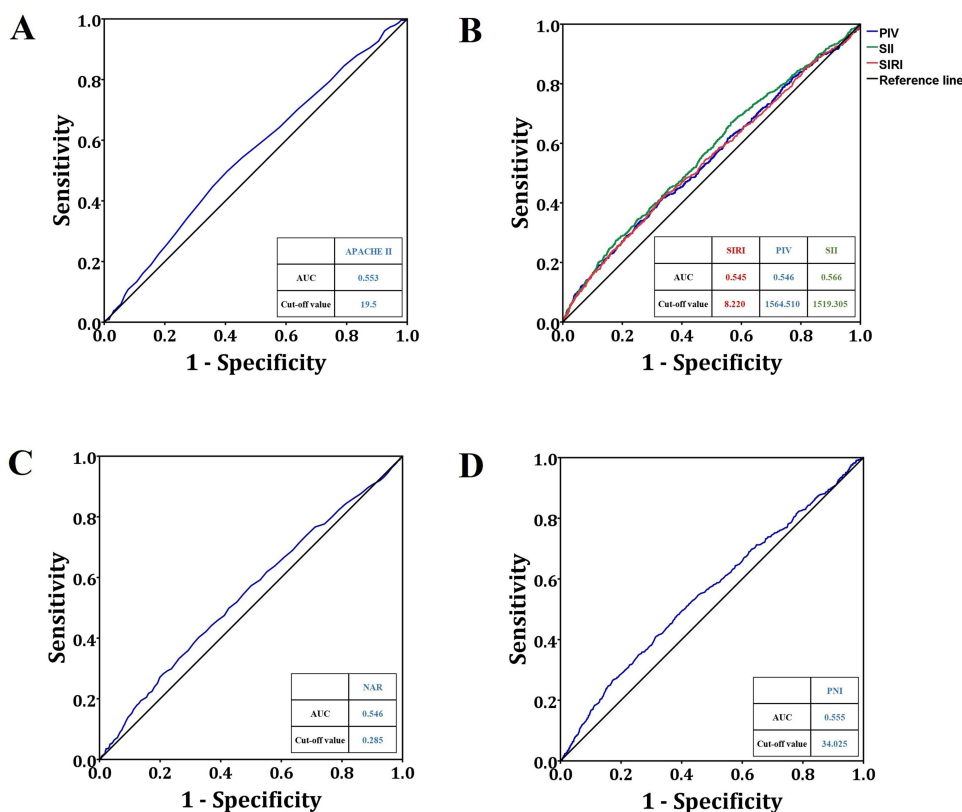 A
1.0
0.8
0.6
0.4
0.2
0.0
Sensitivity
0.0 0.2 0.4 0.6 0.8 1.0
1 - Specificity
APACHE II
AUC 0.553
Cut-off value 19.5
B
1.0
0.8
0.6
0.4
0.2
0.0
Sensitivity
0.0 0.2 0.4 0.6 0.8 1.0
1 - Specificity
PIV
SII
SIRI
Reference line
SIRI PIV SII
AUC 0.545 0.546 0.566
Cut-off value 8.220 1564.510 1519.305
C
1.0
0.8
0.6
0.4
0.2
0.0
Sensitivity
0.0 0.2 0.4 0.6 0.8 1.0
1 - Specificity
NAR
AUC 0.546
Cut-off value 0.285
D
1.0
0.8
0.6
0.4
0.2
0.0
Sensitivity
0.0 0.2 0.4 0.6 0.8 1.0
1 - Specificity
PNI
AUC 0.555
Cut-off value 34.025